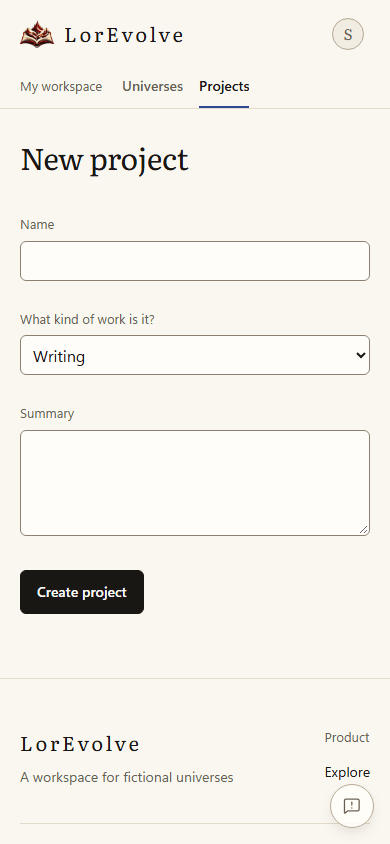 LorEvolve
S
My workspace Universes Projects
New project
Name
What kind of work is it?
Writing
Summary
Create project
LorEvolve
A workspace for fictional universes
Product
Explore